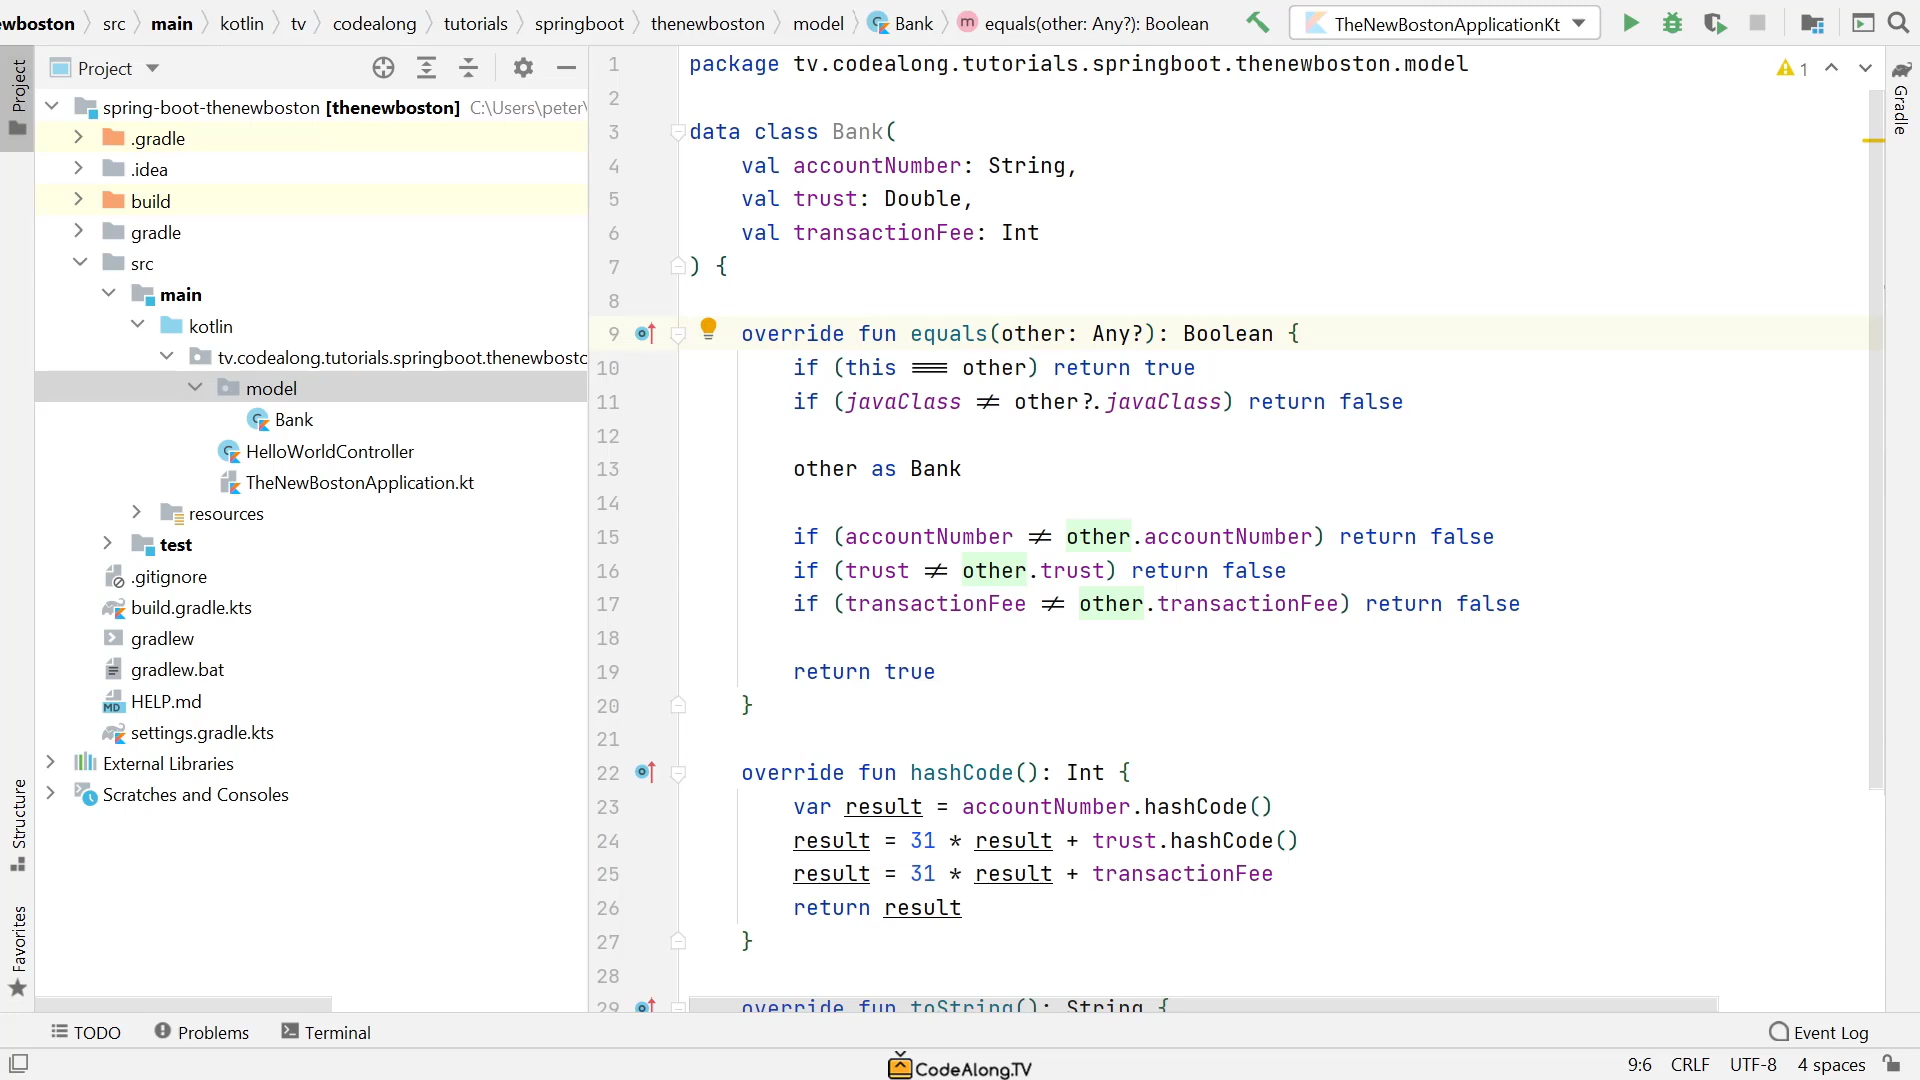 ewboston src main kotlin tv codealong tutorials springboot thenewboston model Bank equals(other: Any?): Boolean TheNewBostonApplicationKt
Project
Project
spring-boot-thenewboston [thenewboston] C:\Users\peter\
.gradle
.idea
build
gradle
src
main
kotlin
tv.codealong.tutorials.springboot.thenewbosto
model
Bank
HelloWorldController
TheNewBostonApplication.kt
resources
test
.gitignore
build.gradle.kts
gradlew
gradlew.bat
HELP.md
settings.gradle.kts
External Libraries
Scratches and Consoles
Structure
Favorites
1 package tv.codealong.tutorials.springboot.thenewboston.model
2
3 data class Bank(
4 val accountNumber: String,
5 val trust: Double,
6 val transactionFee: Int
7 ) {
8
9 override fun equals(other: Any?): Boolean {
10 if (this === other) return true
11 if (javaClass != other?.javaClass) return false
12
13 other as Bank
14
15 if (accountNumber != other.accountNumber) return false
16 if (trust != other.trust) return false
17 if (transactionFee != other.transactionFee) return false
18
19 return true
20 }
21
22 override fun hashCode(): Int {
23 var result = accountNumber.hashCode()
24 result = 31 * result + trust.hashCode()
25 result = 31 * result + transactionFee
26 return result
27 }
28
29 override fun toString(): String {
1
Gradle
TODO Problems Terminal Event Log
CodeAlong.TV
9:6 CRLF UTF-8 4 spaces